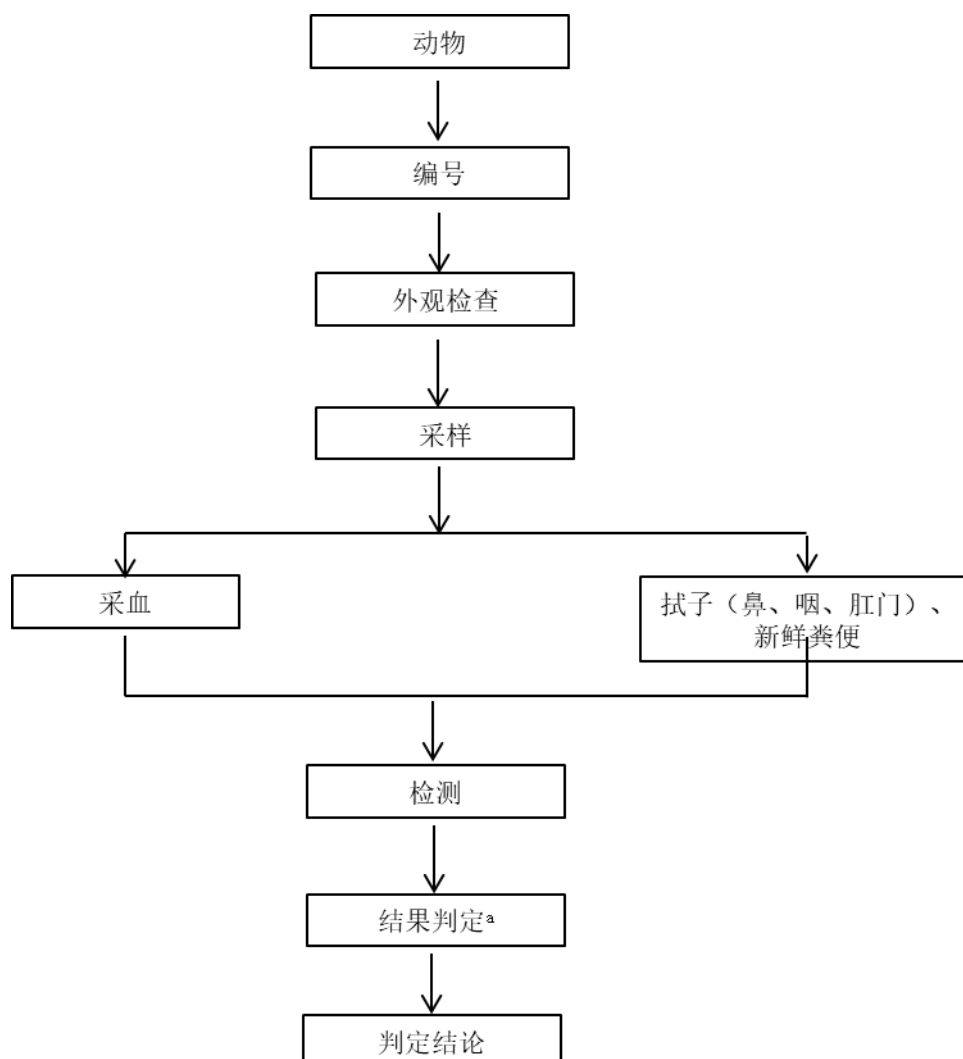 动物
编号
外观检查
采样
采血
拭子（鼻、咽、肛门）、
新鲜粪便
检测
结果判定ᵃ
判定结论